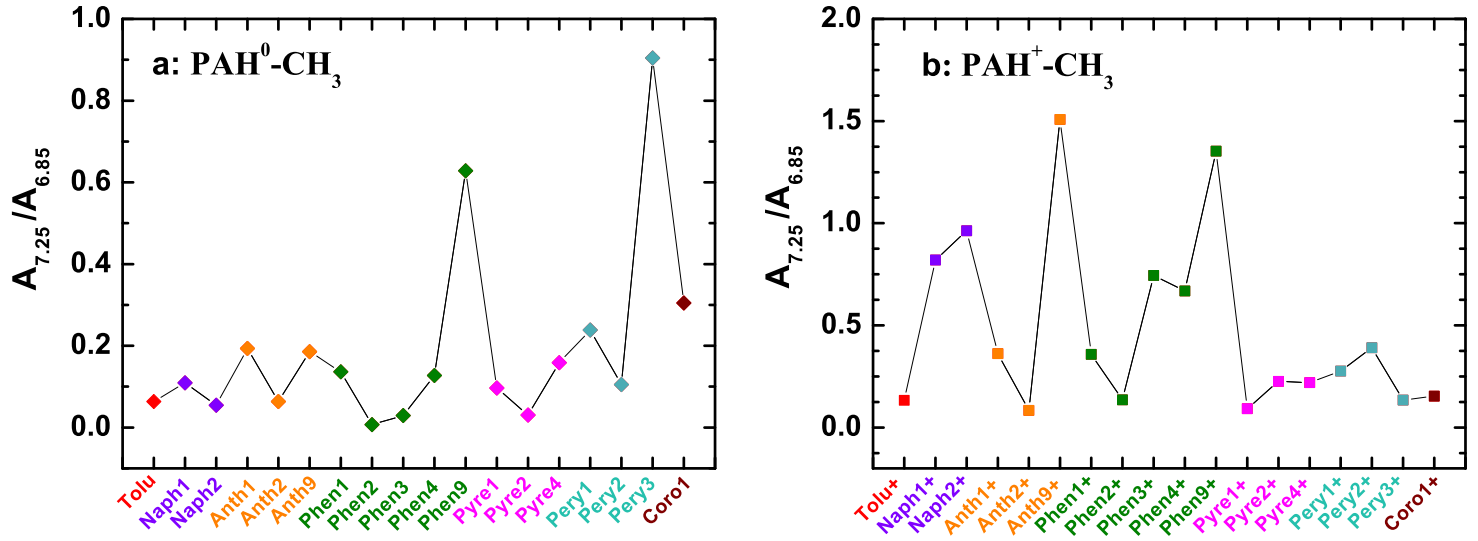 a: PAH⁰-CH₃
A₇.₂₅ /A₆.₈₅
1.0
0.8
0.6
0.4
0.2
0.0
Tolu
Naph1
Naph2
Anth1
Anth2
Anth9
Phen1
Phen2
Phen3
Phen4
Phen9
Pyre1
Pyre2
Pyre4
Pery1
Pery2
Pery3
Coro1
b: PAH⁺-CH₃
A₇.₂₅ /A₆.₈₅
2.0
1.5
1.0
0.5
0.0
Tolu+
Naph1+
Naph2+
Anth1+
Anth2+
Anth9+
Phen1+
Phen2+
Phen3+
Phen4+
Phen9+
Pyre1+
Pyre2+
Pyre4+
Pery1+
Pery2+
Pery3+
Coro1+